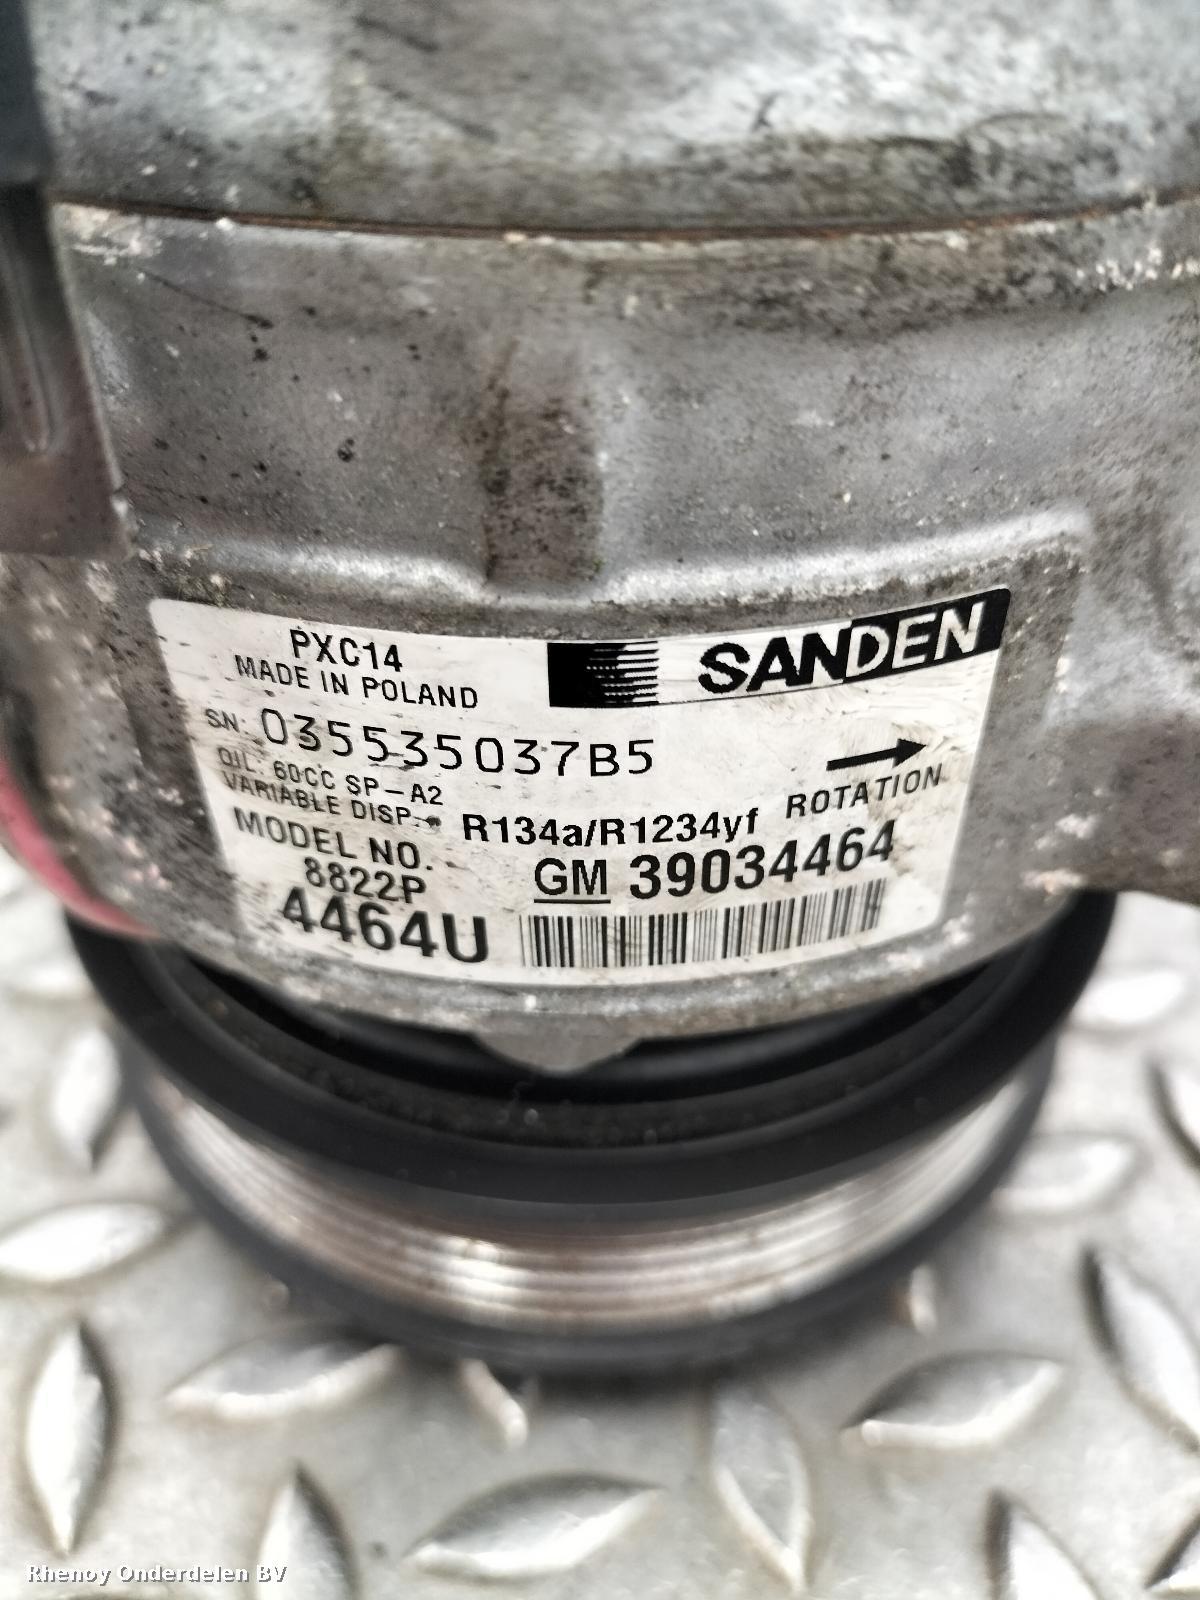 PXC14
MADE IN POLAND
SANDEN
SN: 035535037B5
OIL: 60CC SP-A2
VARIABLE DISP.
R134a/R1234yf
ROTATION
MODEL NO.
8822P
GM 39034464
4464U
Rhenoy Onderdelen BV